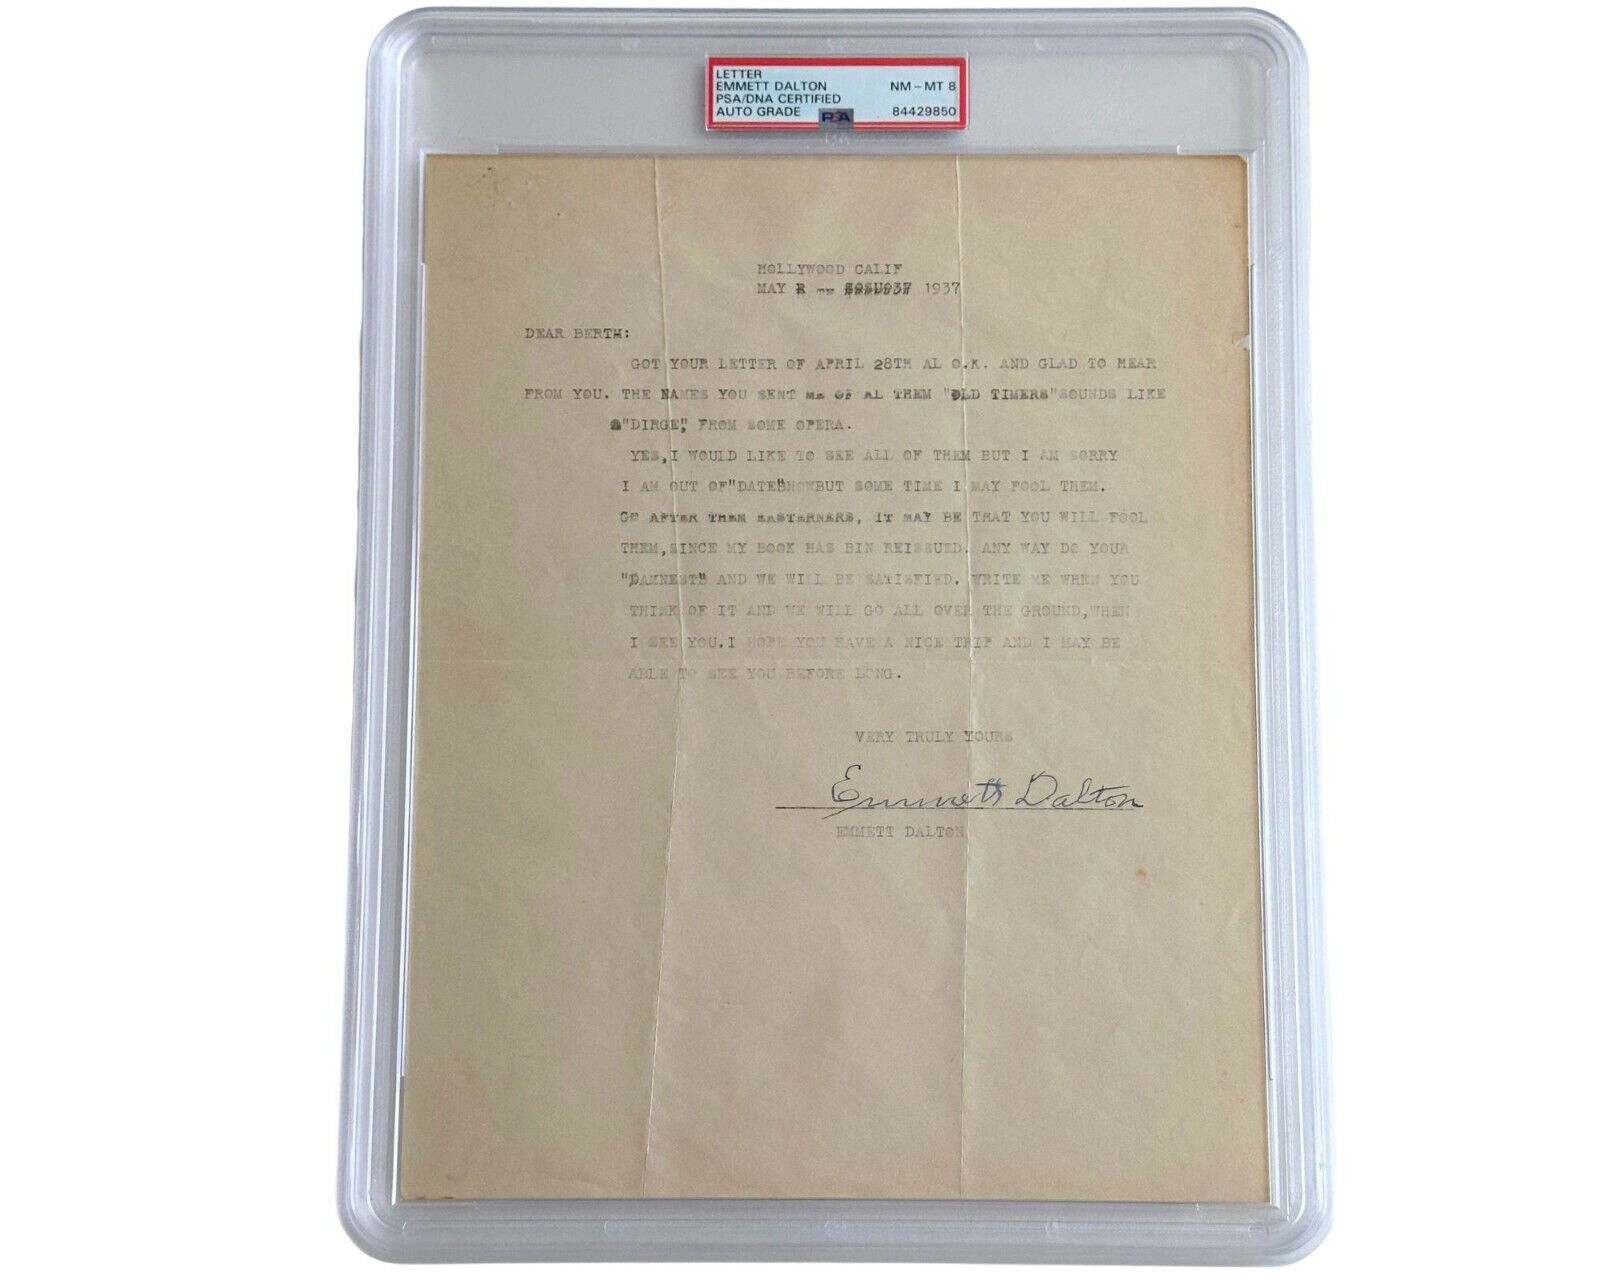 LETTER
EMMETT DALTON NM - MT 8
PSA/DNA CERTIFIED
AUTO GRADE PSA 84429850
HOLLYWOOD CALIF
MAY 1937
DEAR BERTH:
GOT YOUR LETTER OF APRIL 28TH AL O.K. AND GLAD TO HEAR
FROM YOU. THE NAMES YOU SENT ME OF AL THEM "OLD TIMERS"SOUNDS LIKE
A"DIRGE", FROM SOME OPERA.
YES,I WOULD LIKE TO SEE ALL OF THEM BUT I AM SORRY
I AM OUT OF"DATES"NOWBUT SOME TIME I MAY FOOL THEM.
GO AFTER THEM EASTERNERS, IT MAY BE THAT YOU WILL FOOL
THEM,SINCE MY BOOK HAS BIN REISSUED. ANY WAY DO YOUR
"DAMNEST" AND WE WILL BE SATISFIED. WRITE ME WHEN YOU
THINK OF IT AND WE WILL GO ALL OVER THE GROUND,WHEN
I SEE YOU.I HOPE YOU HAVE A NICE TRIP AND I MAY BE
ABLE TO SEE YOU BEFORE LONG.
VERY TRULY YOURS
Emmett Dalton
EMMETT DALTON